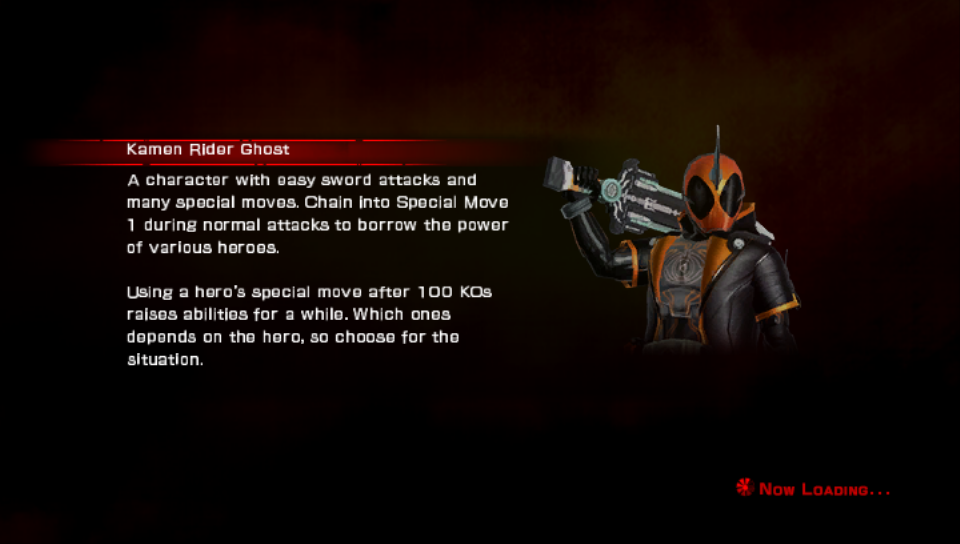 Kamen Rider Ghost
A character with easy sword attacks and
many special moves. Chain into Special Move
1 during normal attacks to borrow the power
of various heroes.
Using a hero's special move after 100 KOs
raises abilities for a while. Which ones
depends on the hero, so choose for the
situation.
Now Loading...